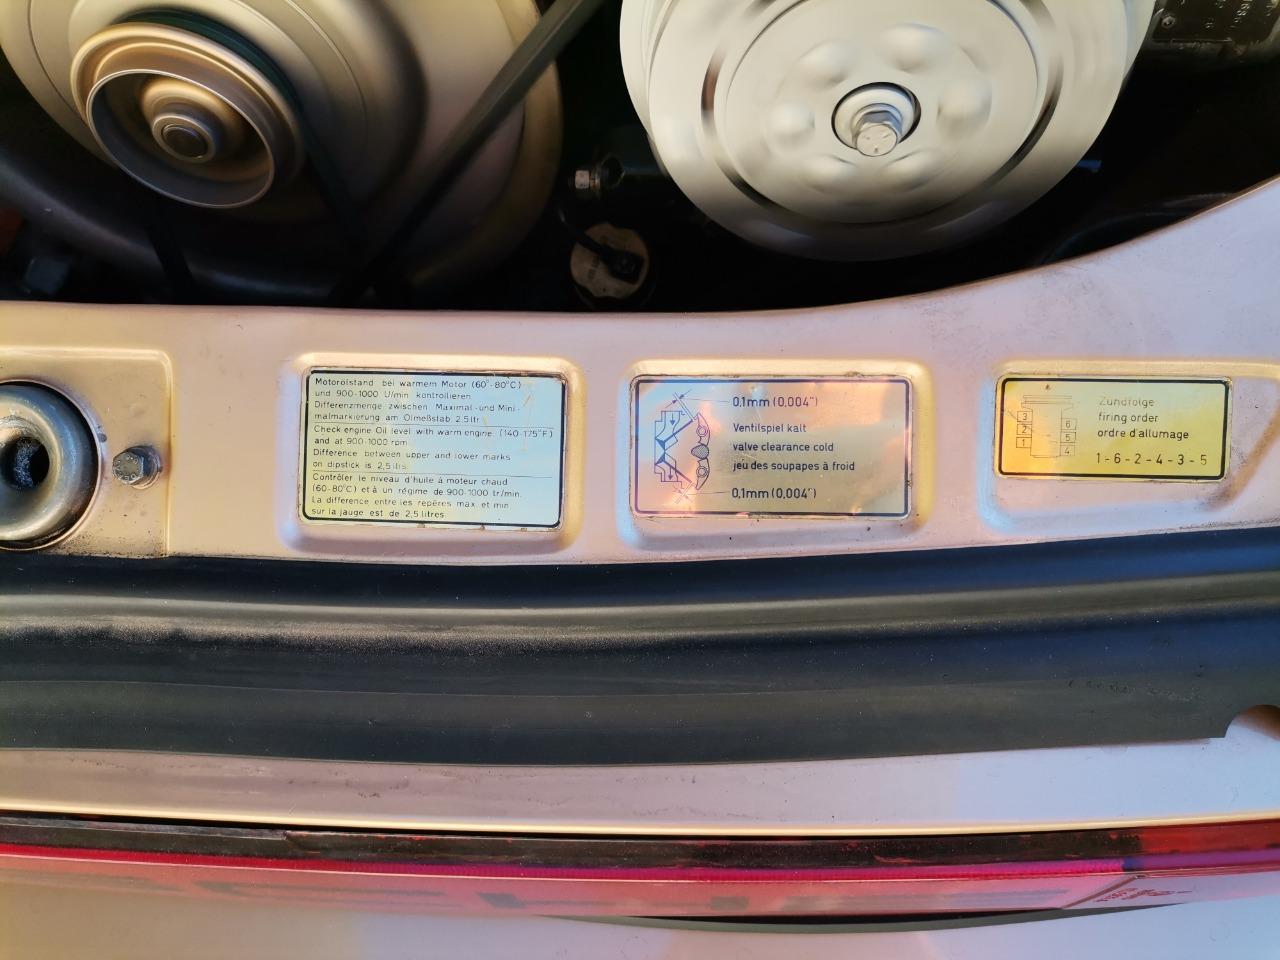 Motorölstand bei warmem Motor (60°-80°C)
und 900-1000 U/min kontrollieren
Differenzmenge zwischen Maximal-und Mini-
malmarkierung am Ölmeßstab 2.5ltr
Check engine Oil level with warm engine (140-175°F)
and at 900-1000 rpm
Difference between upper and lower marks
on dipstick is 2,5 ltrs
Contrôler le niveau d'huile à moteur chaud
(60-80°C) et à un régime de 900-1000 tr/min.
La difference entre les repères max et min
sur la jauge est de 2,5 litres
0,1mm (0,004")
Ventilspiel kalt
valve clearance cold
jeu des soupapes à froid
0,1mm (0,004")
3
2
1
6
5
4
Zündfolge
firing order
ordre d'allumage
1-6-2-4-3-5